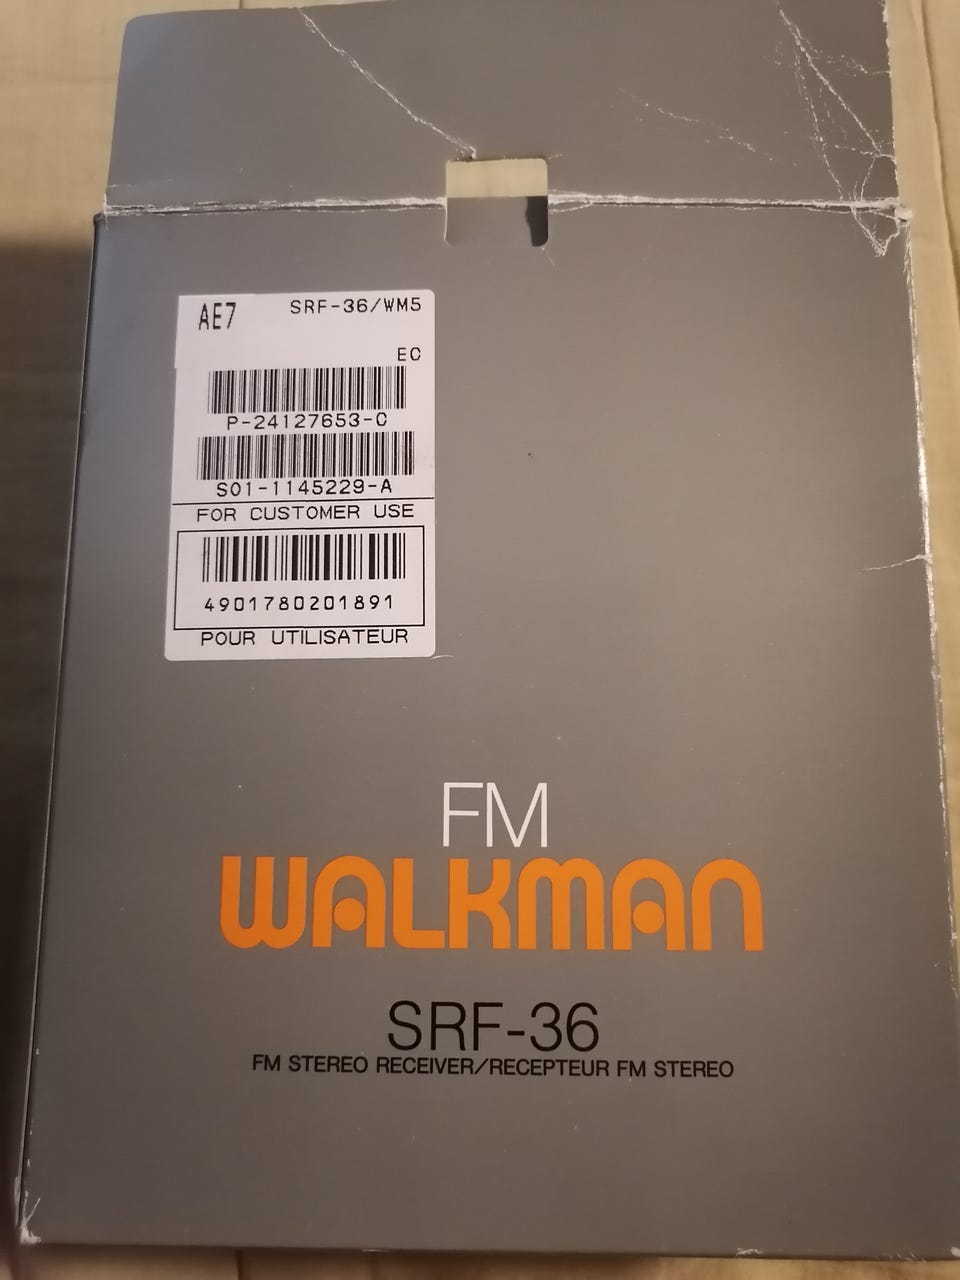 AE7 SRF-36/WM5
EC
P-24127653-C
S01-1145229-A
FOR CUSTOMER USE
4901780201891
POUR UTILISATEUR
FM
WALKMAN
SRF-36
FM STEREO RECEIVER/RECEPTEUR FM STEREO